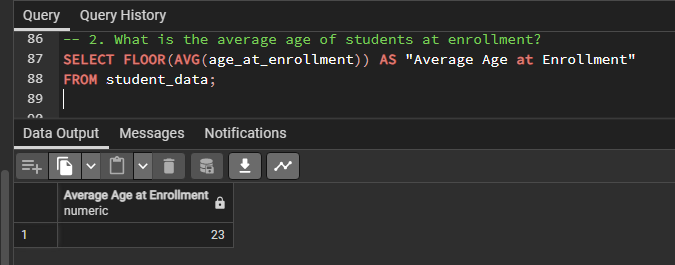 Query Query History
86 -- 2. What is the average age of students at enrollment?
87 SELECT FLOOR(AVG(age_at_enrollment)) AS "Average Age at Enrollment"
88 FROM student_data;
89
Data Output Messages Notifications
Average Age at Enrollment
numeric
1 23